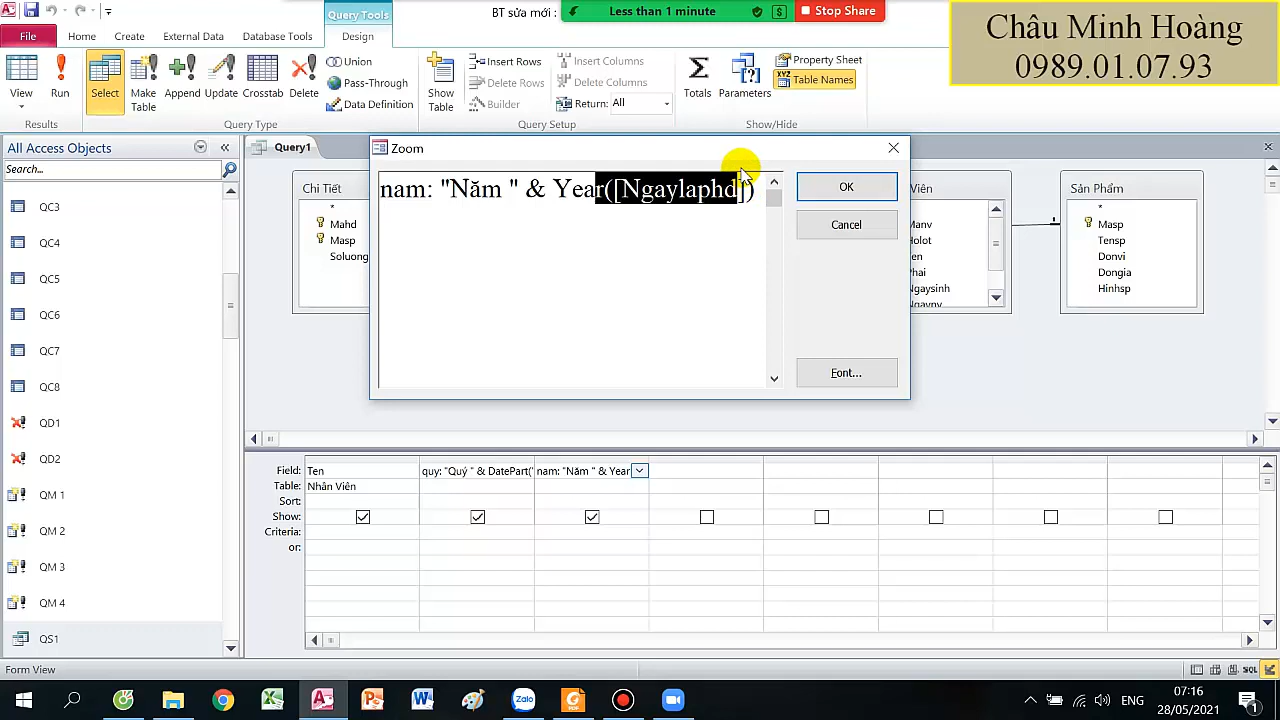 Query Tools
BT sửa mới :
Less than 1 minute
Stop Share
Châu Minh Hoàng
0989.01.07.93
File
Home
Create
External Data
Database Tools
Design
View
Run
Select
Make
Table
Append
Update
Crosstab
Delete
Union
Pass-Through
Data Definition
Show
Table
Insert Rows
Delete Rows
Builder
Insert Columns
Delete Columns
Return: All
Totals
Parameters
Property Sheet
Table Names
Results
Query Type
Query Setup
Show/Hide
All Access Objects
Search...
QC3
QC4
QC5
QC6
QC7
QC8
QD1
QD2
QM 1
QM 2
QM 3
QM 4
QS1
Query1
Chi Tiết
*
Mahd
Masp
Soluong
Zoom
nam: "Năm " & Year([Ngaylaphd])
OK
Cancel
Font...
Viên
Manv
Holot
Phai
Ngaysinh
Sản Phẩm
*
Masp
Tensp
Donvi
Dongia
Hinhsp
Field: Ten quy: "Quý " & DatePart(" nam: "Năm " & Year
Table: Nhân Viên
Sort:
Show:
Criteria:
or:
Form View
SQL
ENG
07:16
28/05/2021